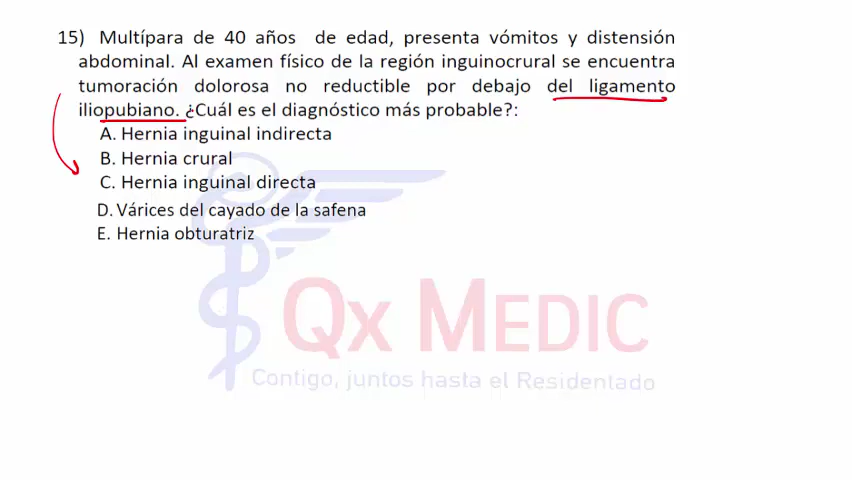 15) Multípara de 40 años de edad, presenta vómitos y distensión
abdominal. Al examen físico de la región inguinocrural se encuentra
tumoración dolorosa no reductible por debajo del ligamento
iliopubiano. ¿Cuál es el diagnóstico más probable?:
A. Hernia inguinal indirecta
B. Hernia crural
C. Hernia inguinal directa
D. Várices del cayado de la safena
E. Hernia obturatriz
Qx MEDIC
Contigo, juntos hasta el Residentado